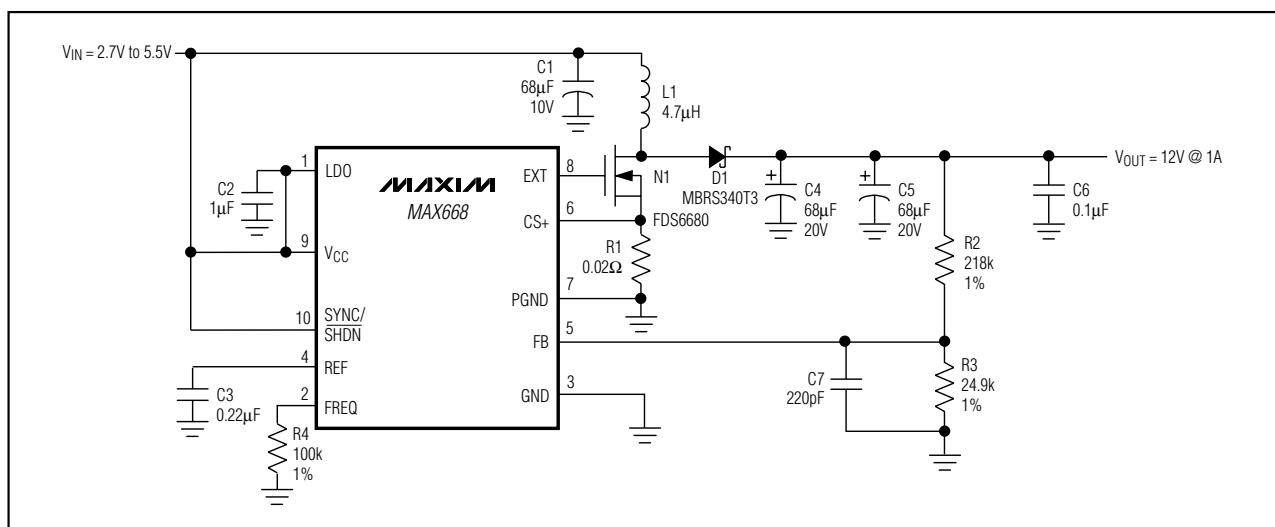 VIN = 2.7V to 5.5V
C1
68µF
10V
L1
4.7µH
1
LDO
MAXIM
MAX668
EXT
8
N1
FDS6680
D1
MBRS340T3
VOUT = 12V @ 1A
C2
1µF
CS+
6
R1
0.02Ω
+
C4
68µF
20V
+
C5
68µF
20V
C6
0.1µF
9
VCC
R2
218k
1%
PGND
7
10
SYNC/
SHDN
FB
5
4
REF
C3
0.22µF
2
FREQ
R4
100k
1%
GND
3
C7
220pF
R3
24.9k
1%